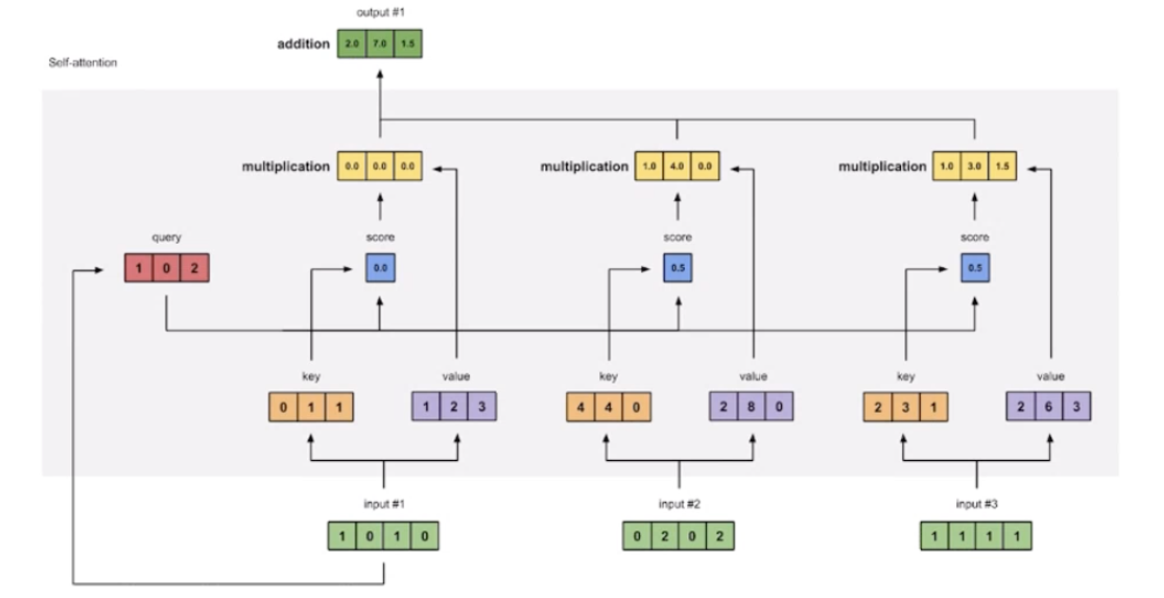 output #1
addition 2.0 7.0 1.5
Self-attention
multiplication 0.0 0.0 0.0 multiplication 1.0 4.0 0.0 multiplication 1.0 3.0 1.5
query score score score
1 0 2 0.0 0.5 0.5
key value key value key value
0 1 1 1 2 3 4 4 0 2 8 0 2 3 1 2 6 3
input #1 input #2 input #3
1 0 1 0 0 2 0 2 1 1 1 1